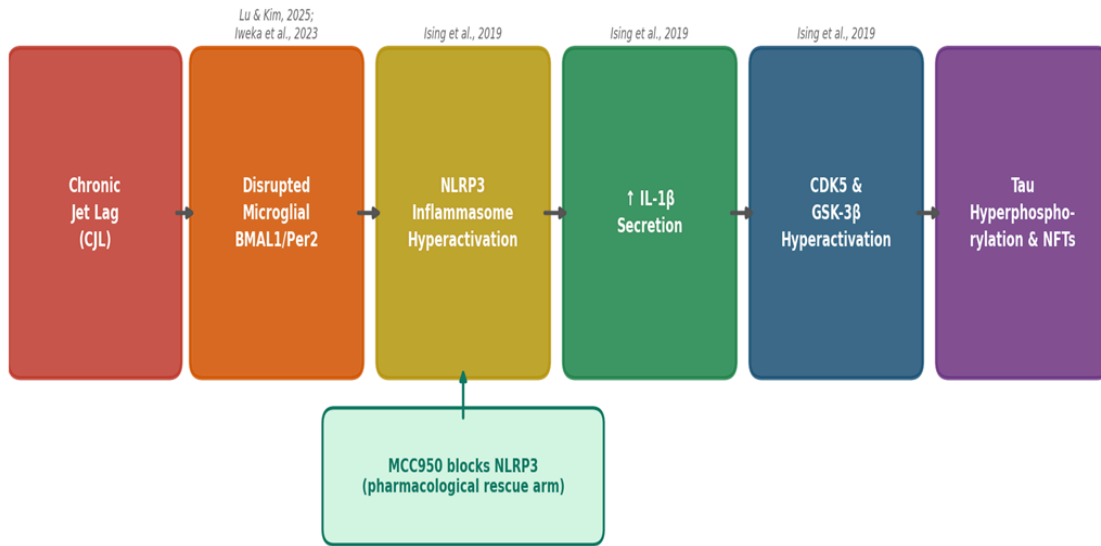 Lu & Kim, 2025;
Iweka et al., 2023
Ising et al., 2019
Ising et al., 2019
Ising et al., 2019
Chronic
Jet Lag
(CJL)
Disrupted
Microglial
BMAL1/Per2
NLRP3
Inflammasome
Hyperactivation
↑ IL-1β
Secretion
CDK5 &
GSK-3β
Hyperactivation
Tau
Hyperphospho-
rylation & NFTs
MCC950 blocks NLRP3
(pharmacological rescue arm)